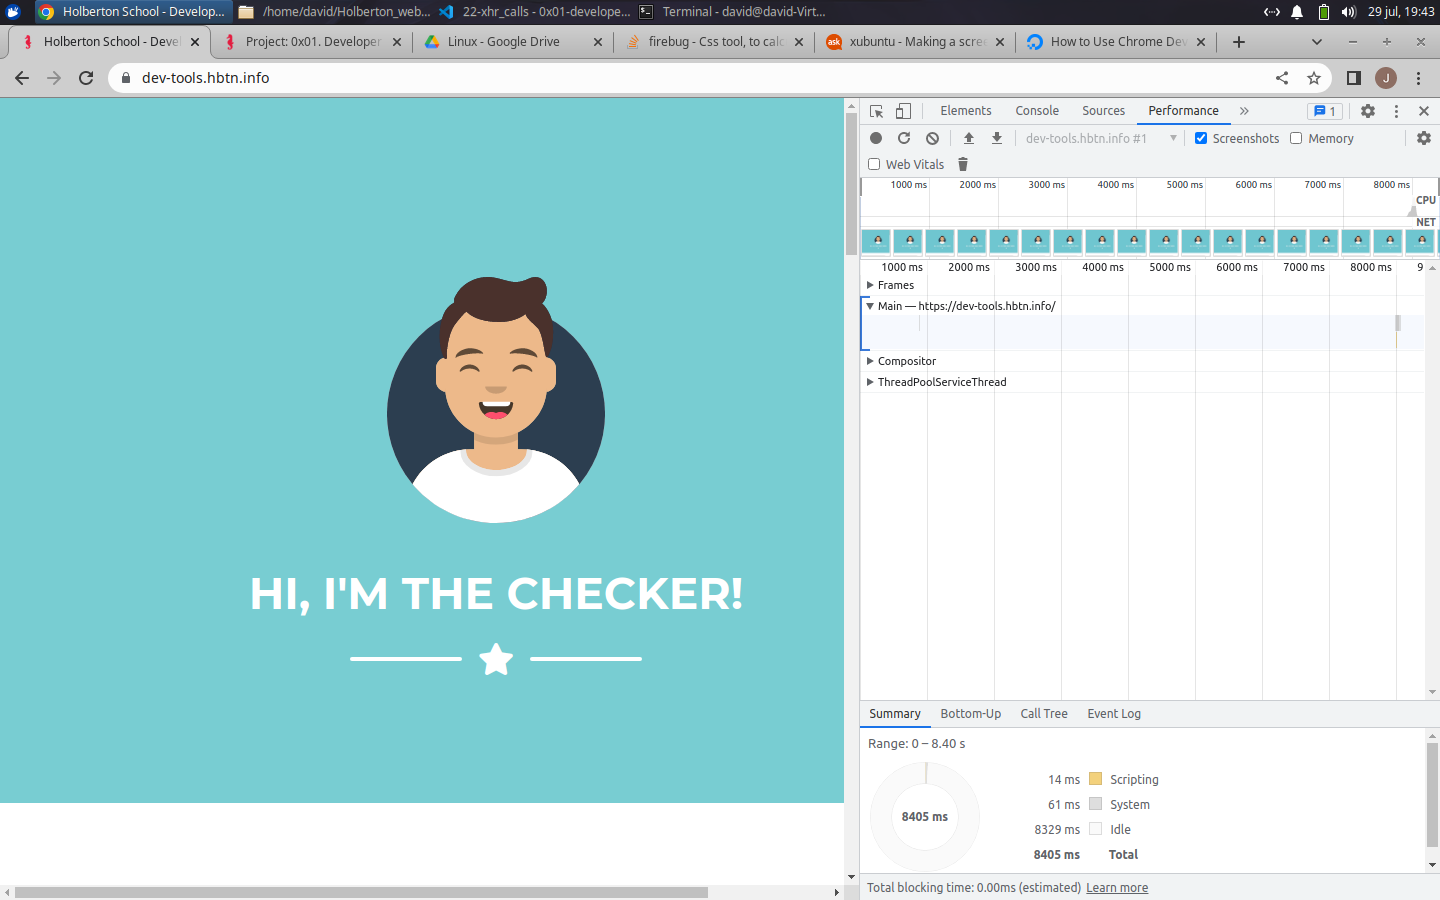 Holberton School - Develop...
/home/david/Holberton_web...
22-xhr_calls - 0x01-develope...
Terminal - david@david-Virt...
29 jul, 19:43
Holberton School - Devel
Project: 0x01. Developer
Linux - Google Drive
firebug - Css tool, to calc
ask
xubuntu - Making a scree
How to Use Chrome Dev
dev-tools.hbtn.info
J
HI, I'M THE CHECKER!
Elements
Console
Sources
Performance
1
dev-tools.hbtn.info #1
Screenshots
Memory
Web Vitals
1000 ms
2000 ms
3000 ms
4000 ms
5000 ms
6000 ms
7000 ms
8000 ms
CPU
NET
1000 ms
2000 ms
3000 ms
4000 ms
5000 ms
6000 ms
7000 ms
8000 ms
9
Frames
Main — https://dev-tools.hbtn.info/
Compositor
ThreadPoolServiceThread
Summary
Bottom-Up
Call Tree
Event Log
Range: 0 – 8.40 s
8405 ms
14 ms Scripting
61 ms System
8329 ms Idle
8405 ms Total
Total blocking time: 0.00ms (estimated) Learn more